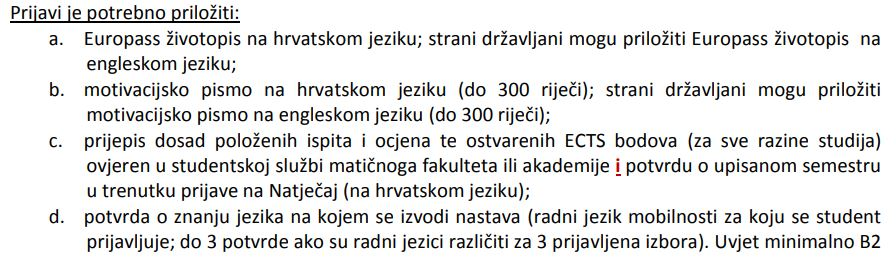 Prijavi je potrebno priložiti:
a. Europass životopis na hrvatskom jeziku; strani državljani mogu priložiti Europass životopis na
engleskom jeziku;
b. motivacijsko pismo na hrvatskom jeziku (do 300 riječi); strani državljani mogu priložiti
motivacijsko pismo na engleskom jeziku (do 300 riječi);
c. prijepis dosad položenih ispita i ocjena te ostvarenih ECTS bodova (za sve razine studija)
ovjeren u studentskoj službi matičnoga fakulteta ili akademije i potvrdu o upisanom semestru
u trenutku prijave na Natječaj (na hrvatskom jeziku);
d. potvrda o znanju jezika na kojem se izvodi nastava (radni jezik mobilnosti za koju se student
prijavljuje; do 3 potvrde ako su radni jezici različiti za 3 prijavljena izbora). Uvjet minimalno B2